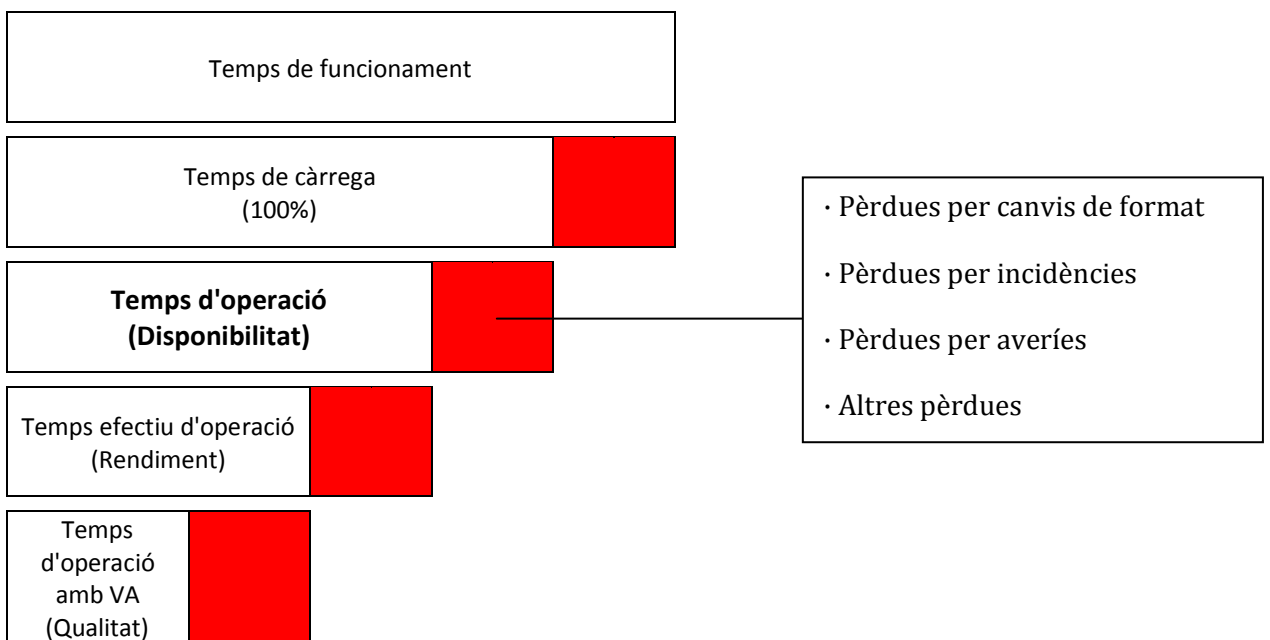 Temps de funcionament
Temps de càrrega
(100%)
Temps d'operació
(Disponibilitat)
· Pèrdues per canvis de format
· Pèrdues per incidències
· Pèrdues per averíes
· Altres pèrdues
Temps efectiu d'operació
(Rendiment)
Temps
d'operació
amb VA
(Qualitat)